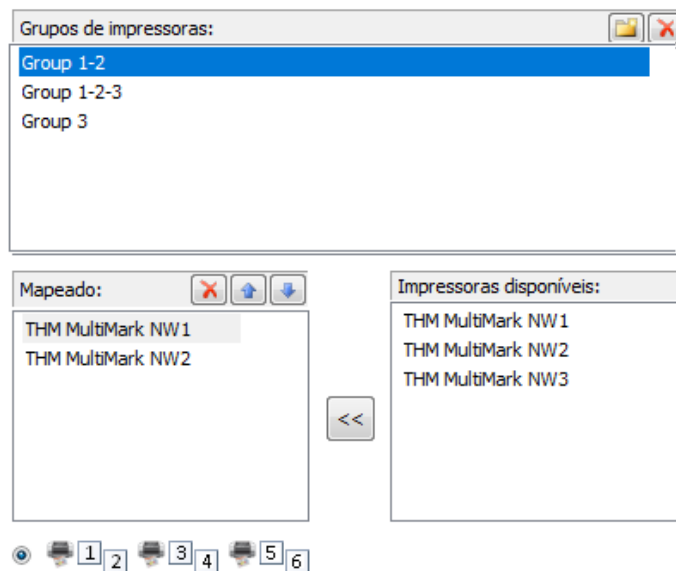 Grupos de impressoras:
Group 1-2
Group 1-2-3
Group 3
Mapeado:
THM MultiMark NW1
THM MultiMark NW2
<<
Impressoras disponíveis:
THM MultiMark NW1
THM MultiMark NW2
THM MultiMark NW3
1 2 3 4 5 6